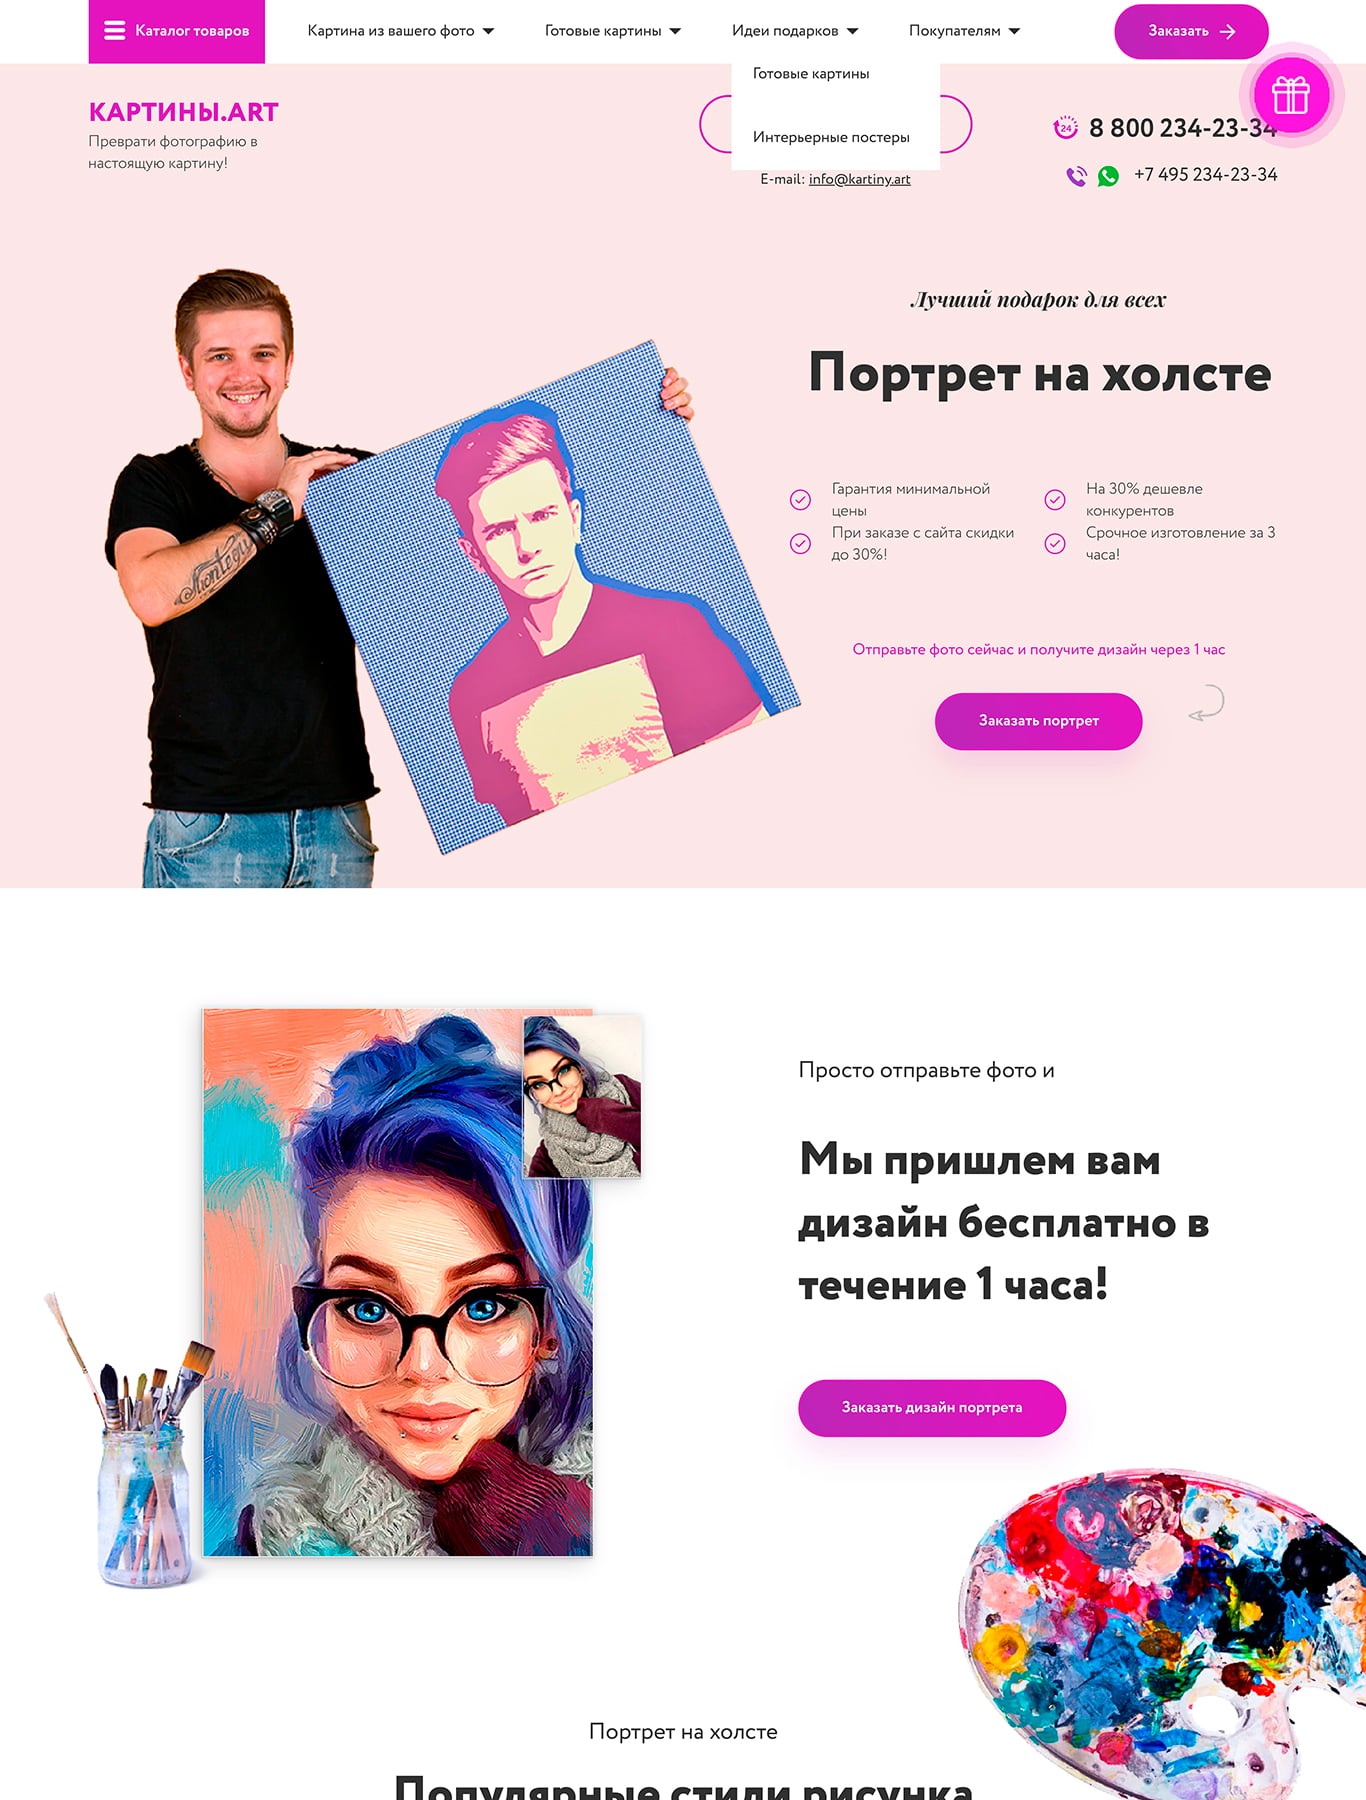 Каталог товаров
Картина из вашего фото
Готовые картины
Идеи подарков
Покупателям
Заказать
Готовые картины
Интерьерные постеры
КАРТИНЫ.ART
Преврати фотографию в
настоящую картину!
E-mail: info@kartiny.art
24
8 800 234-23-34
+7 495 234-23-34
Лучший подарок для всех
Портрет на холсте
Гарантия минимальной
цены
На 30% дешевле
конкурентов
При заказе с сайта скидки
до 30%!
Срочное изготовление за 3
часа!
Отправьте фото сейчас и получите дизайн через 1 час
Заказать портрет
Просто отправьте фото и
Мы пришлем вам
дизайн бесплатно в
течение 1 часа!
Заказать дизайн портрета
Портрет на холсте
Популярные стили рисунка